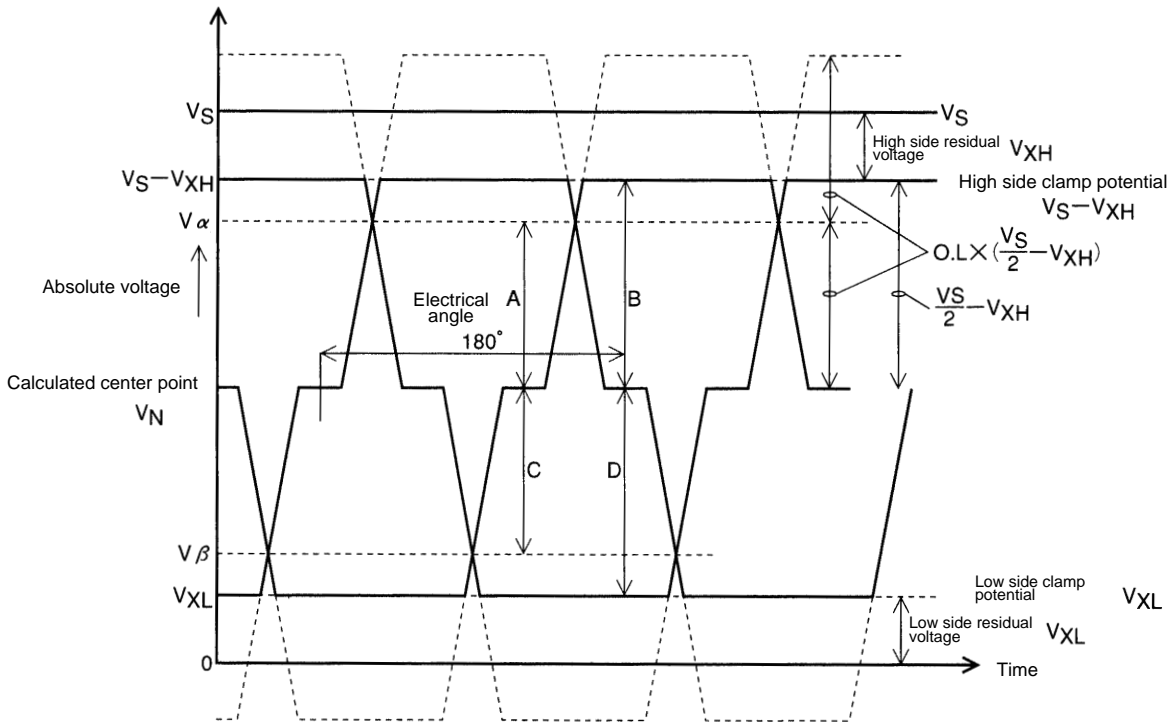 VS
VS
High side residual
voltage
VXH
VS—VXH
High side clamp potential
VS—VXH
Vα
O.L×(VS/2—VXH)
Absolute voltage
A
B
Electrical
angle
180°
VS/2—VXH
Calculated center point
VN
C
D
Vβ
VXL
Low side clamp
potential
VXL
Low side residual
voltage
VXL
0
Time